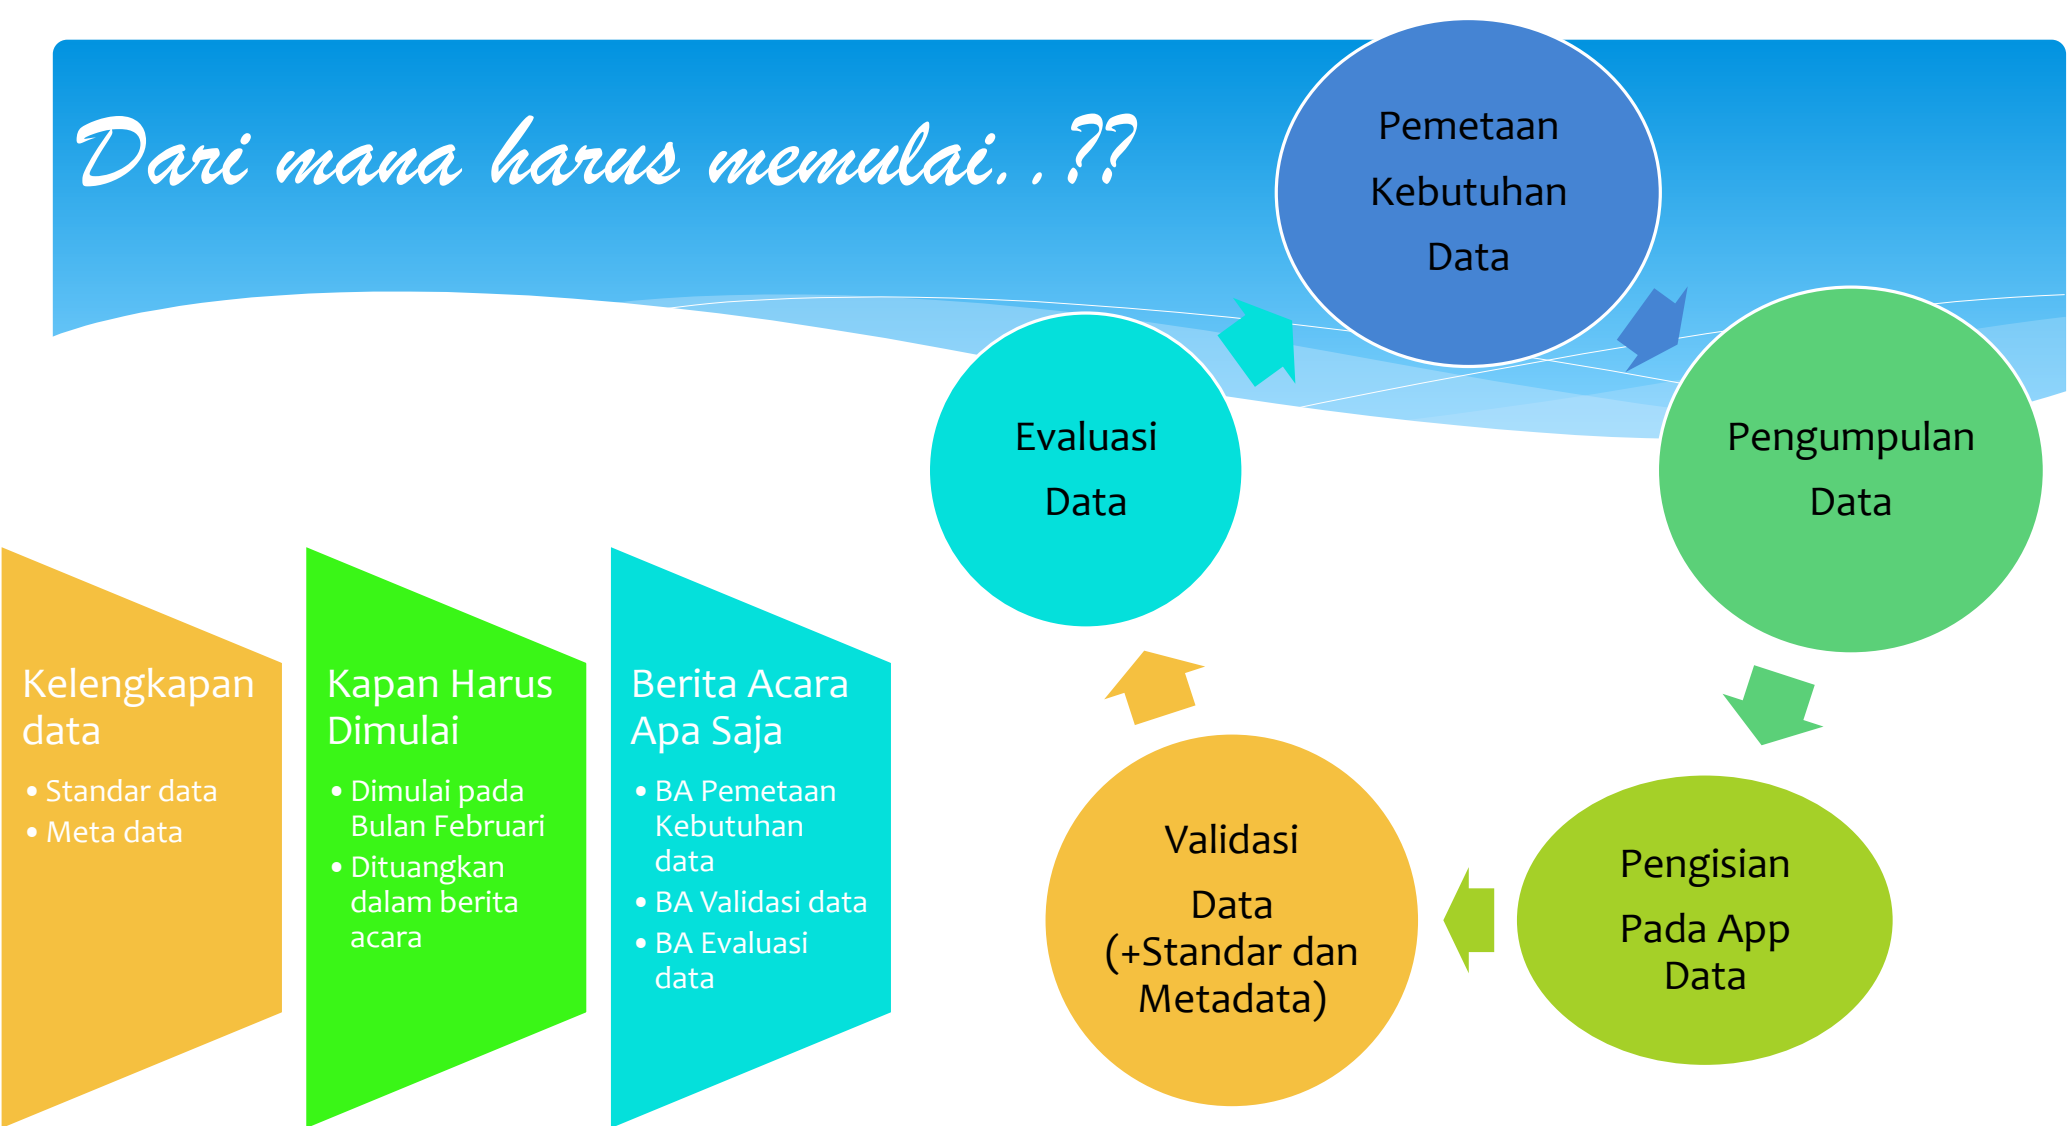 Dari mana harus memulai..??
Pemetaan
Kebutuhan
Data
Pengumpulan
Data
Pengisian
Pada App
Data
Validasi
Data
(+Standar dan
Metadata)
Evaluasi
Data
Kelengkapan
data
• Standar data
• Meta data
Kapan Harus
Dimulai
• Dimulai pada
Bulan Februari
• Dituangkan
dalam berita
acara
Berita Acara
Apa Saja
• BA Pemetaan
Kebutuhan
data
• BA Validasi data
• BA Evaluasi
data